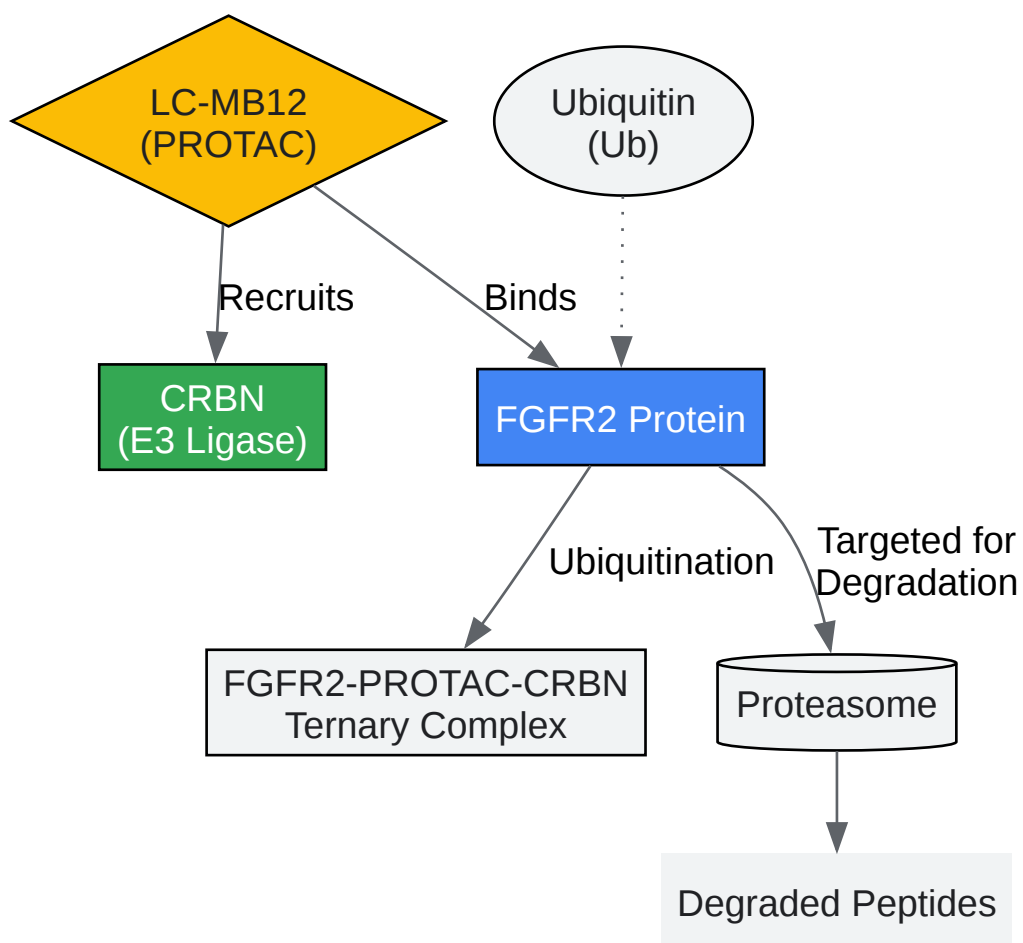 LC-MB12
(PROTAC)
Ubiquitin
(Ub)
Recruits
Binds
CRBN
(E3 Ligase)
FGFR2 Protein
Ubiquitination
Targeted for
Degradation
FGFR2-PROTAC-CRBN
Ternary Complex
Proteasome
Degraded Peptides